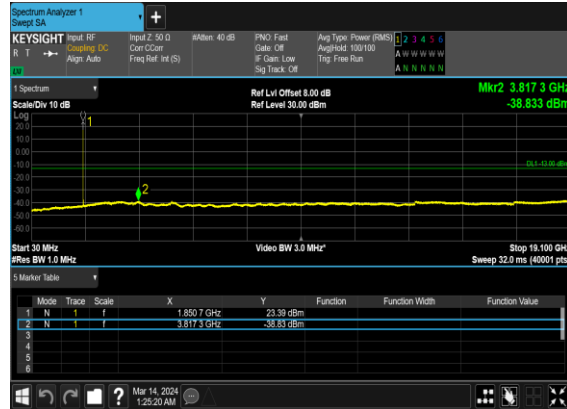 Spectrum Analyzer 1
Swept SA
+
KEYSIGHT Input: RF Input Z: 50 Ω #Atten: 40 dB PNO: Fast Avg Type: Power (RMS) 1 2 3 4 5 6
R T Coupling: DC Corr CCorr Gate: Off Avg|Hold: 100/100 A W W W W W
Align: Auto Freq Ref: Int (S) IF Gain: Low Trig: Free Run
Sig Track: Off A N N N N N
1 Spectrum Ref Lvl Offset 8.00 dB Mkr2 3.817 3 GHz
Scale/Div 10 dB Ref Level 30.00 dBm -38.833 dBm
Log
1
20.0
10.0
0.00
-10.0 DL1 -13.00 dBm
-20.0
-30.0 2
-40.0
-50.0
-60.0
Start 30 MHz Video BW 3.0 MHz* Stop 19.100 GHz
#Res BW 1.0 MHz Sweep 32.0 ms (40001 pts)
5 Marker Table
Mode Trace Scale X Y Function Function Width Function Value
1 N 1 f 1.850 7 GHz 23.39 dBm
2 N 1 f 3.817 3 GHz -38.83 dBm
3
4
5
6
? Mar 14, 2024
1:25:20 AM